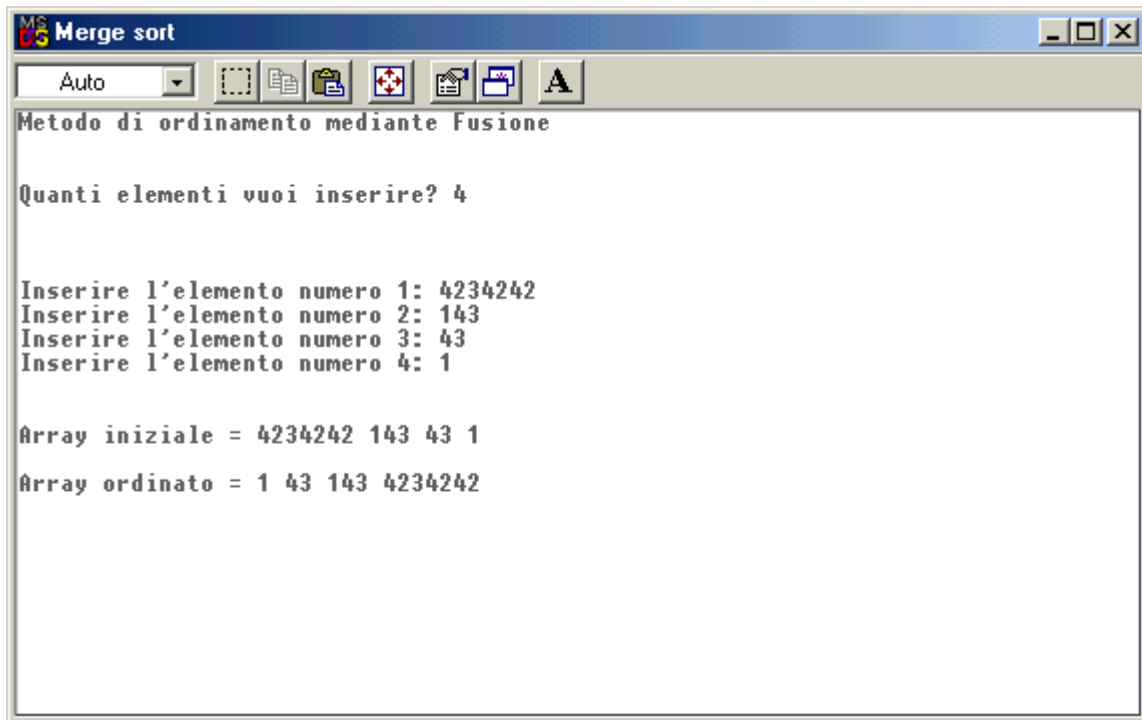 Merge sort
Auto
A
Metodo di ordinamento mediante Fusione
Quanti elementi vuoi inserire? 4
Inserire l'elemento numero 1: 4234242
Inserire l'elemento numero 2: 143
Inserire l'elemento numero 3: 43
Inserire l'elemento numero 4: 1
Array iniziale = 4234242 143 43 1
Array ordinato = 1 43 143 4234242